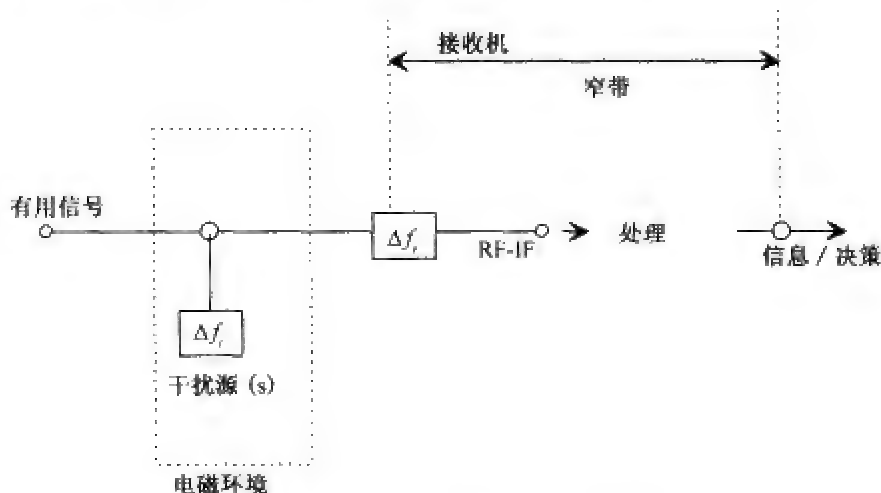 接收机
窄带
有用信号
Δf_r
RF-IF
处理
信息 / 决策
Δf_i
干扰源 (s)
电磁环境